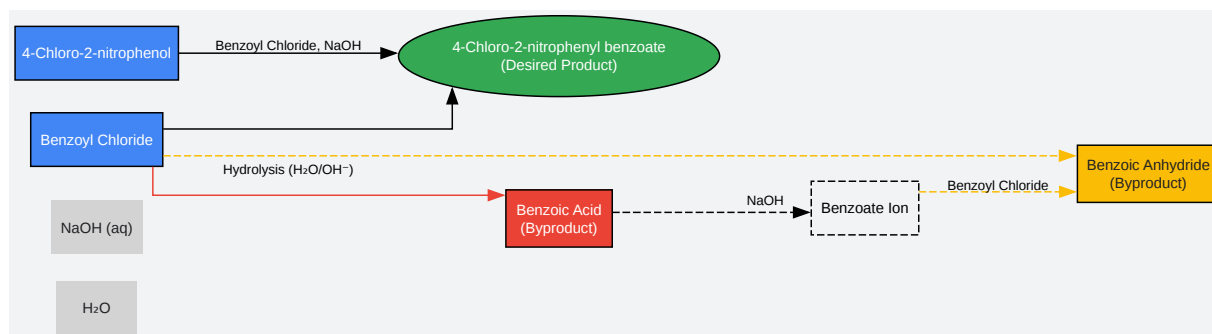 4-Chloro-2-nitrophenol
Benzoyl Chloride, NaOH
4-Chloro-2-nitrophenyl benzoate
(Desired Product)
Benzoyl Chloride
Hydrolysis (H₂O/OH⁻)
Benzoic Anhydride
(Byproduct)
Benzoyl Chloride
NaOH
Benzoic Acid
(Byproduct)
Benzoate Ion
NaOH (aq)
H₂O